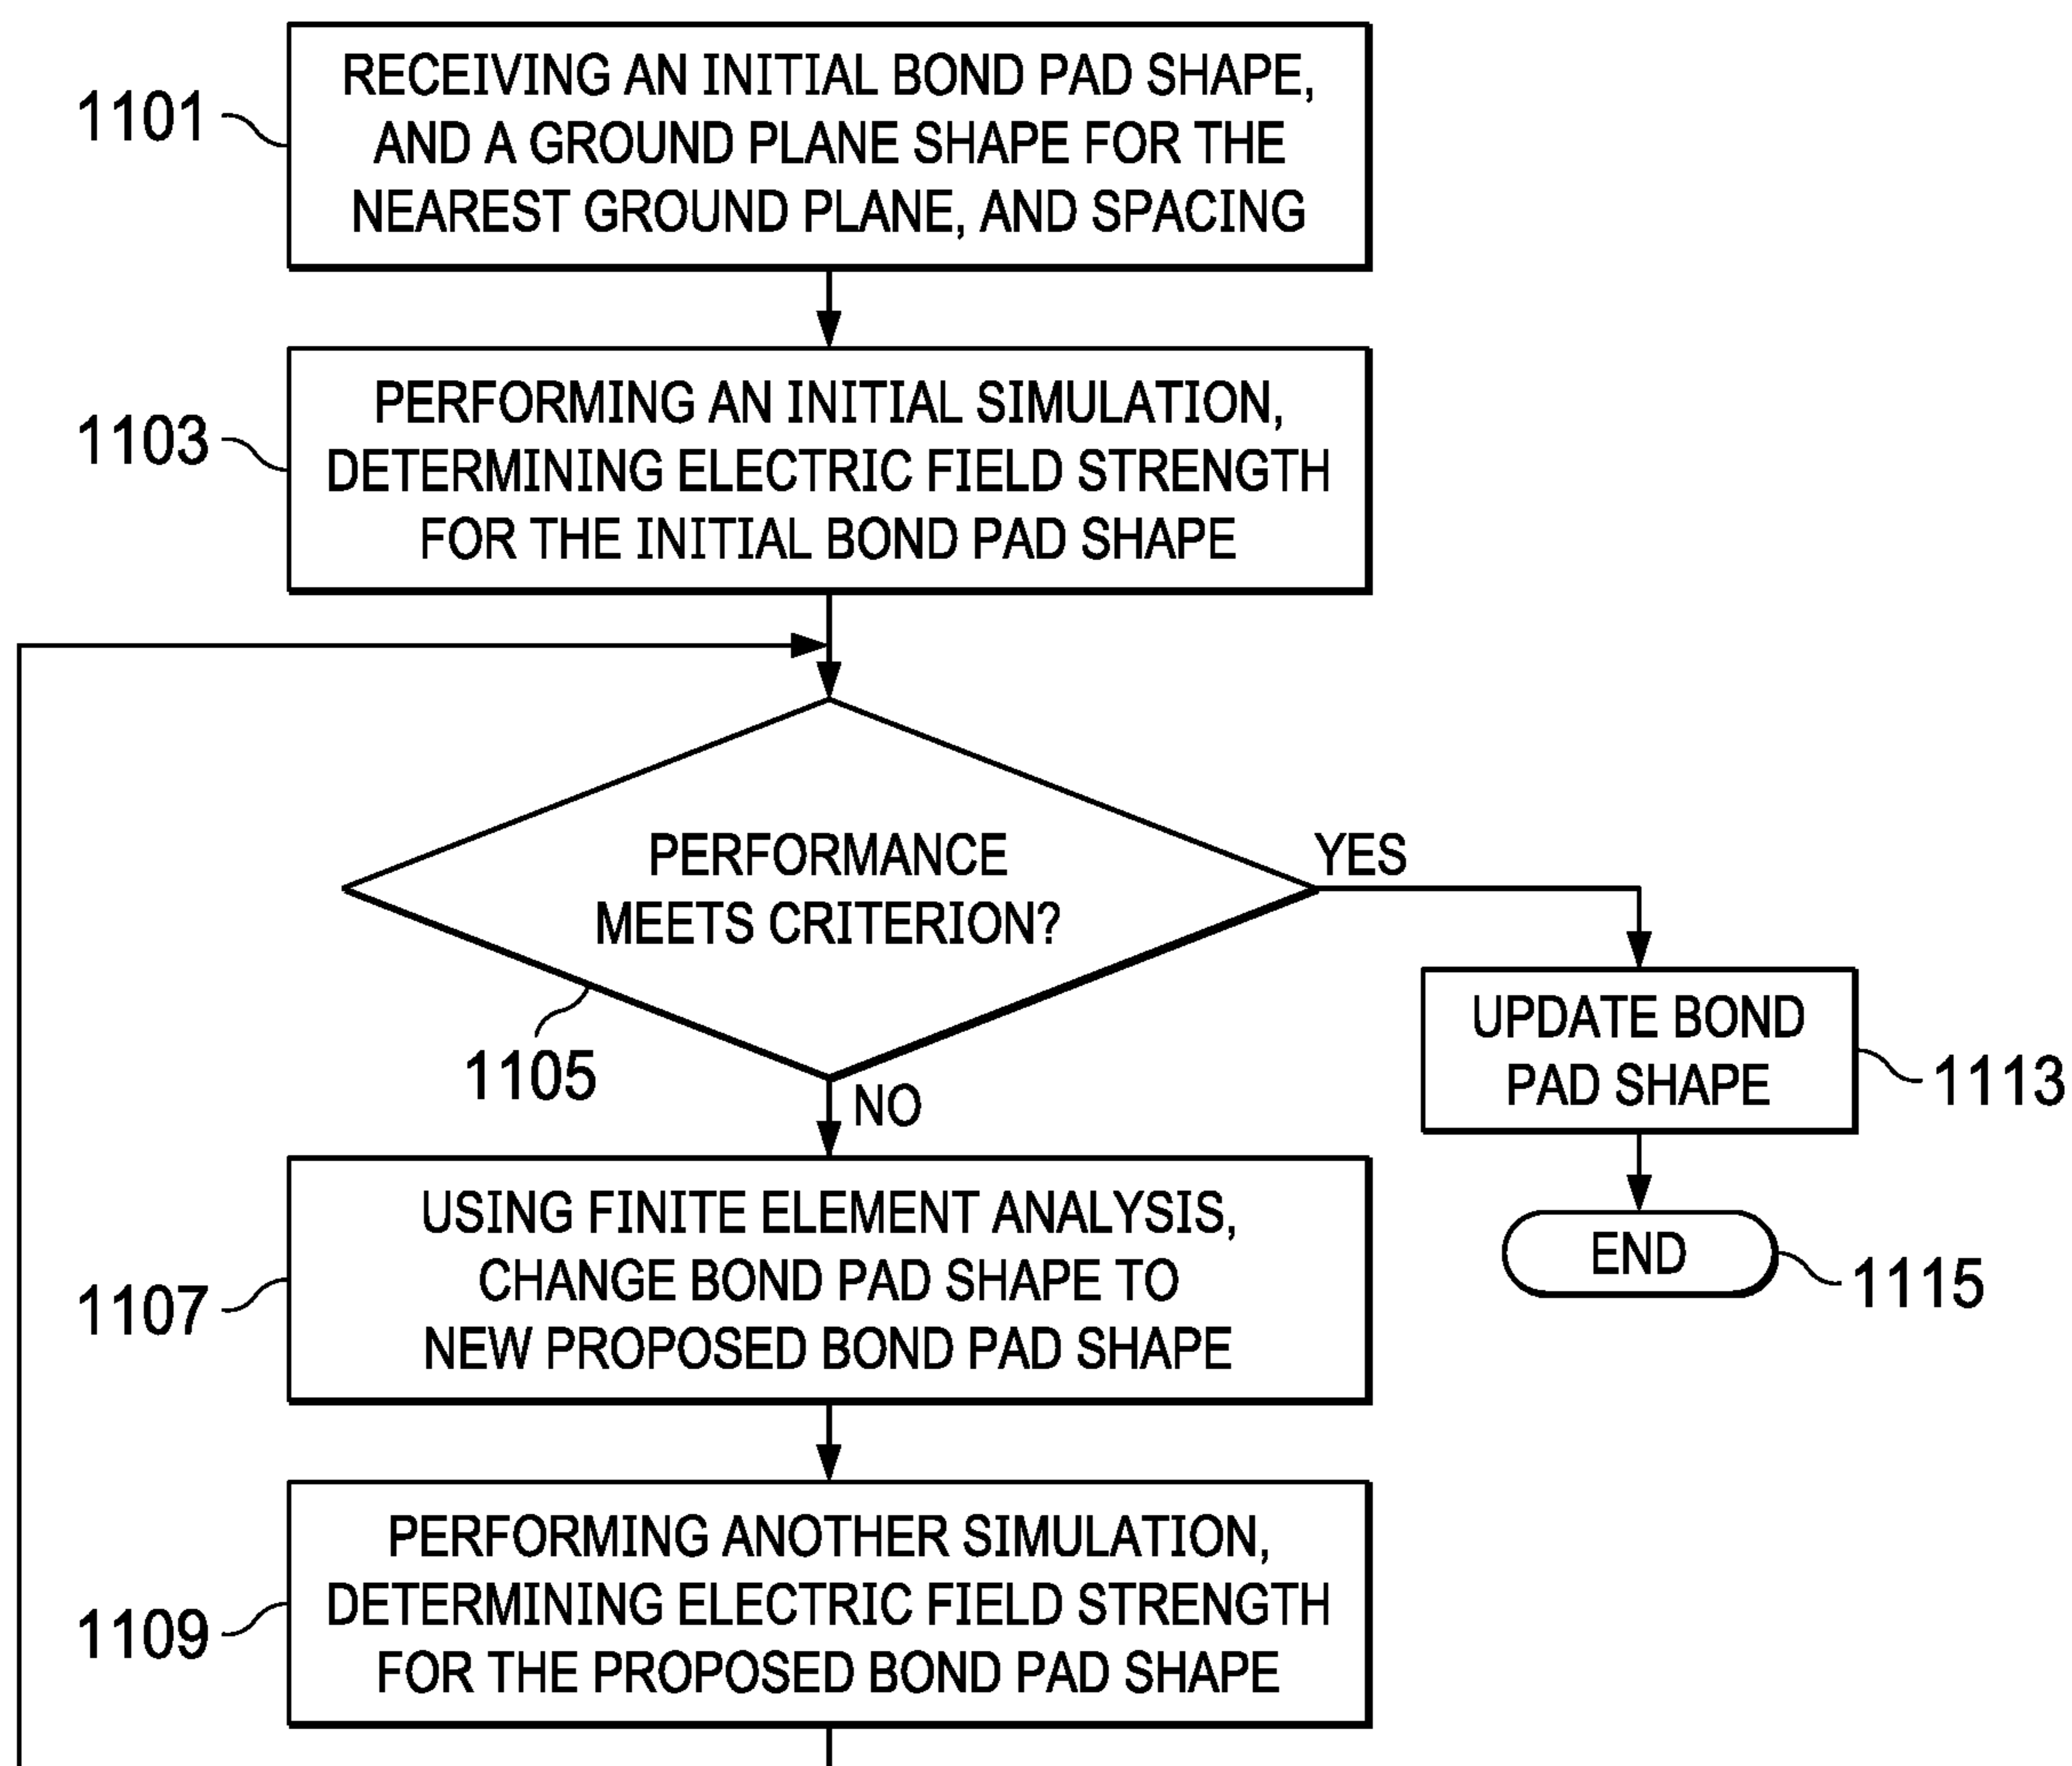 1101
RECEIVING AN INITIAL BOND PAD SHAPE,
AND A GROUND PLANE SHAPE FOR THE
NEAREST GROUND PLANE, AND SPACING
1103
PERFORMING AN INITIAL SIMULATION,
DETERMINING ELECTRIC FIELD STRENGTH
FOR THE INITIAL BOND PAD SHAPE
PERFORMANCE
MEETS CRITERION?
YES
1105
NO
UPDATE BOND
PAD SHAPE
1113
END
1115
1107
USING FINITE ELEMENT ANALYSIS,
CHANGE BOND PAD SHAPE TO
NEW PROPOSED BOND PAD SHAPE
1109
PERFORMING ANOTHER SIMULATION,
DETERMINING ELECTRIC FIELD STRENGTH
FOR THE PROPOSED BOND PAD SHAPE